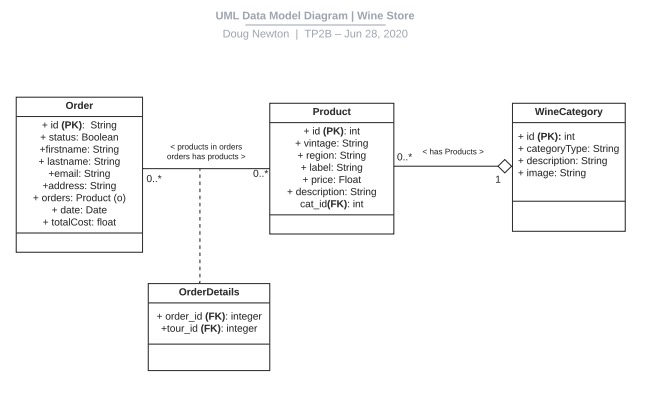 UML Data Model Diagram | Wine Store
Doug Newton | TP2B – Jun 28, 2020
Order
+ id (PK): String
+ status: Boolean
+firstname: String
+ lastname: String
+email: String
+address: String
+ orders: Product (o)
+ date: Date
+ totalCost: float
< products in orders
orders has products >
0..*
0..*
Product
+ id (PK): int
+ vintage: String
+ region: String
+ label: String
+ price: Float
+ description: String
cat_id(FK): int
0..*
< has Products >
1
WineCategory
+ id (PK): int
+ categoryType: String
+ description: String
+ image: String
OrderDetails
+ order_id (FK): integer
+tour_id (FK): integer